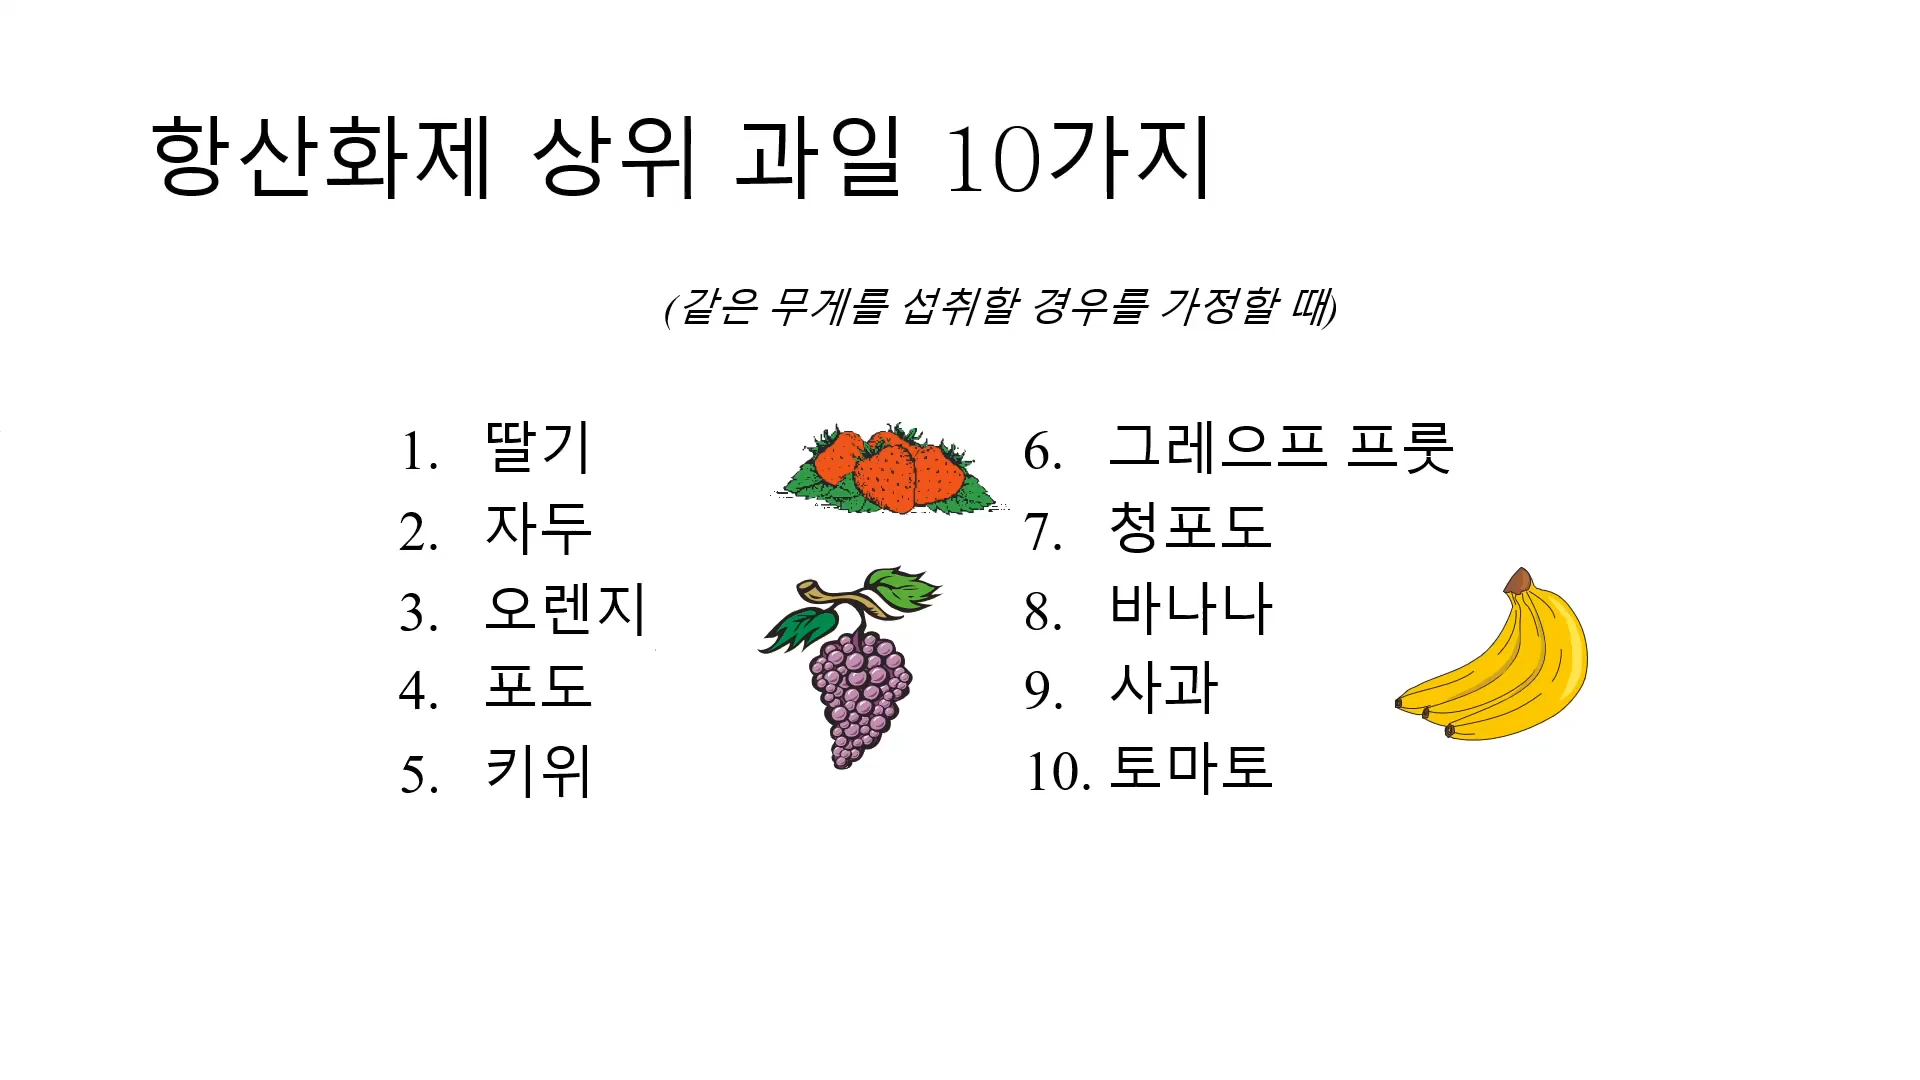 항산화제 상위 과일 10가지
(같은 무게를 섭취할 경우를 가정할 때)
1. 딸기
2. 자두
3. 오렌지
4. 포도
5. 키위
6. 그레으프 프룻
7. 청포도
8. 바나나
9. 사과
10. 토마토